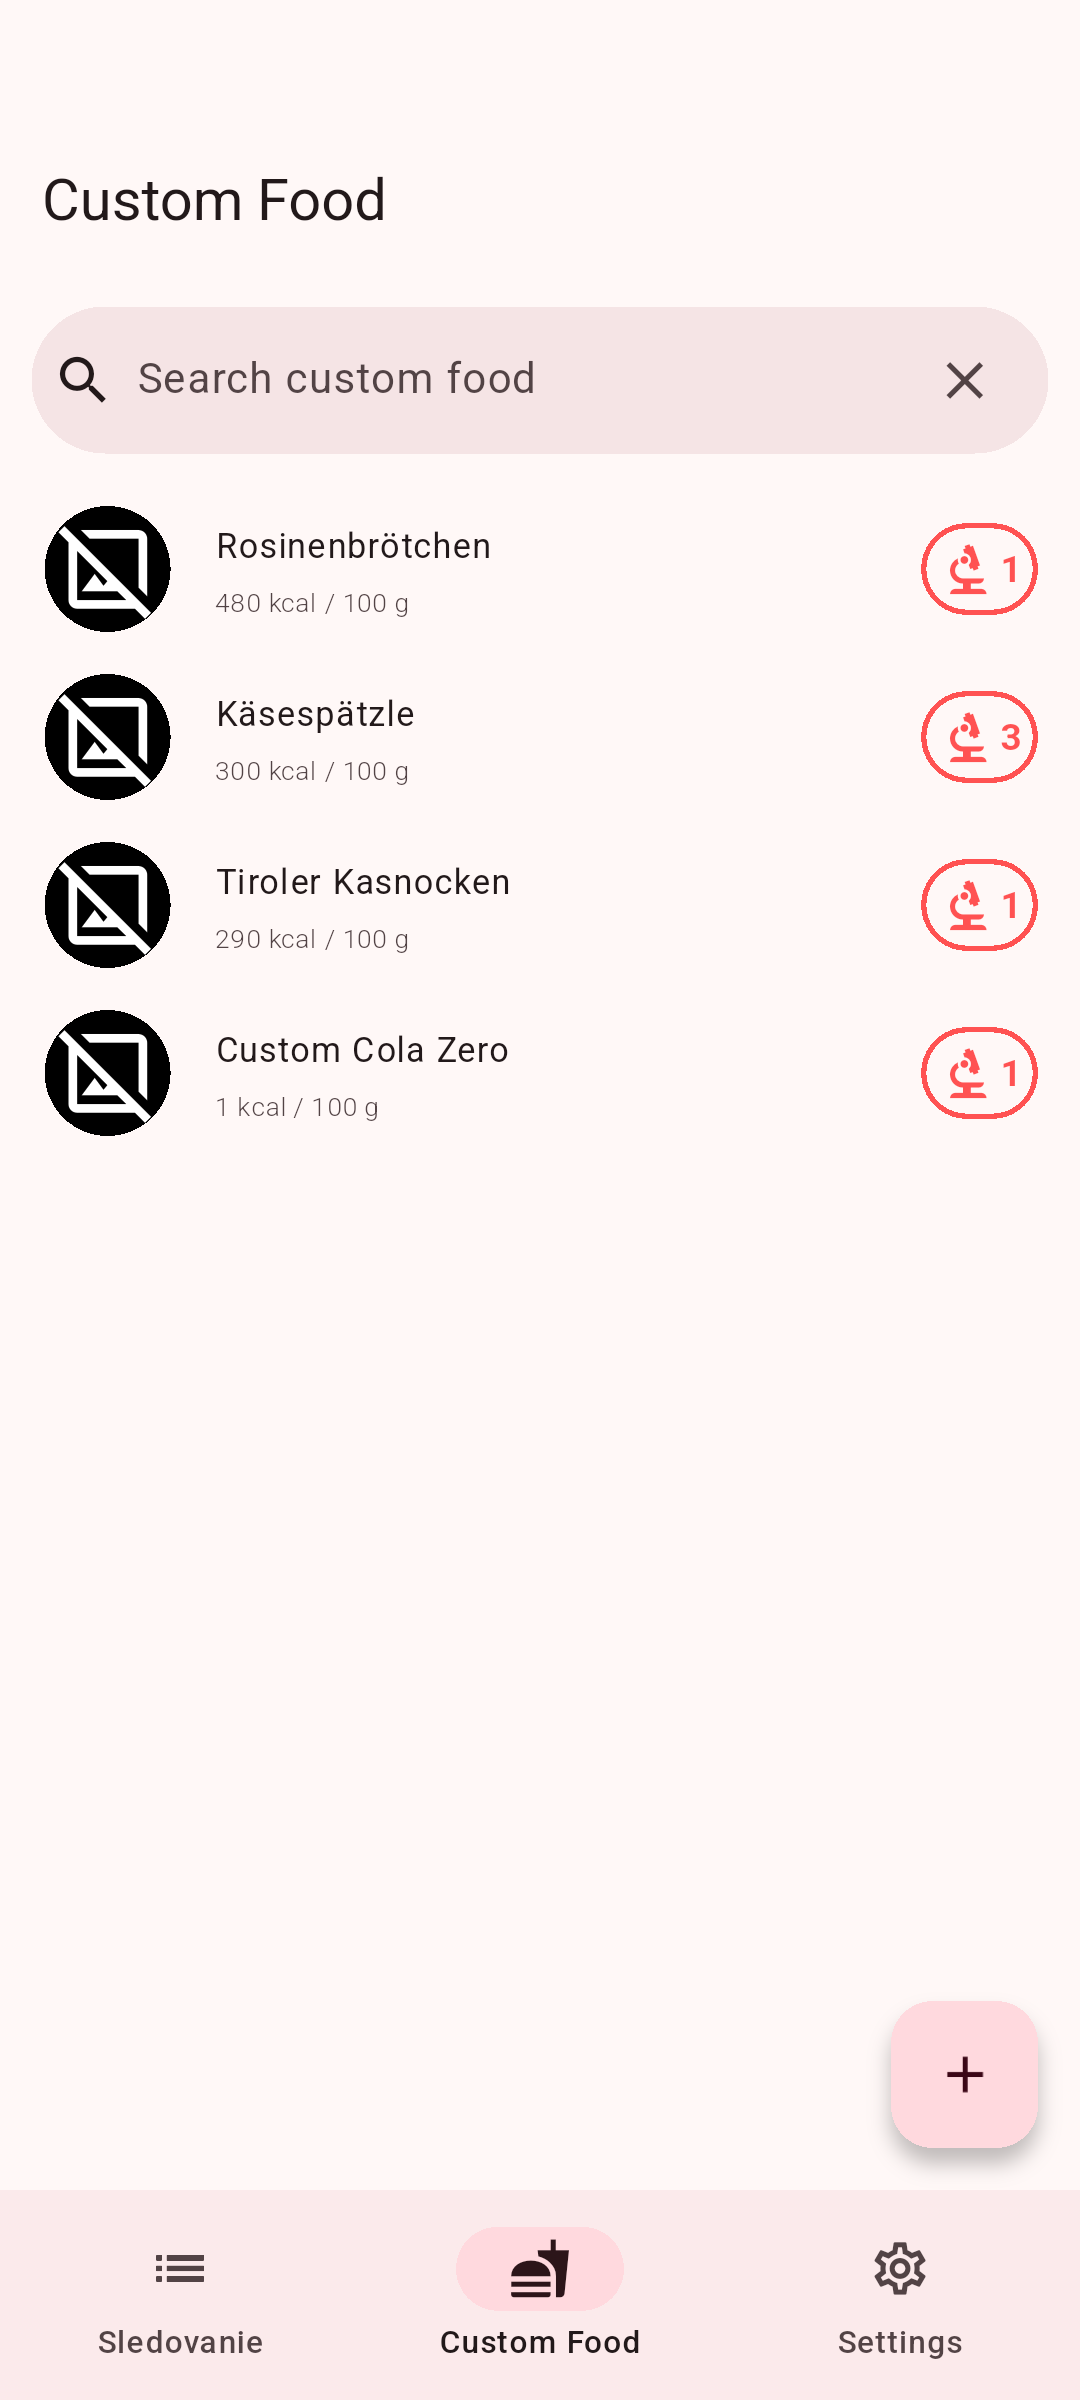 Custom Food
Search custom food
Rosinenbrötchen
480 kcal / 100 g
1
Käsespätzle
300 kcal / 100 g
3
Tiroler Kasnocken
290 kcal / 100 g
1
Custom Cola Zero
1 kcal / 100 g
1
Sledovanie
Custom Food
Settings